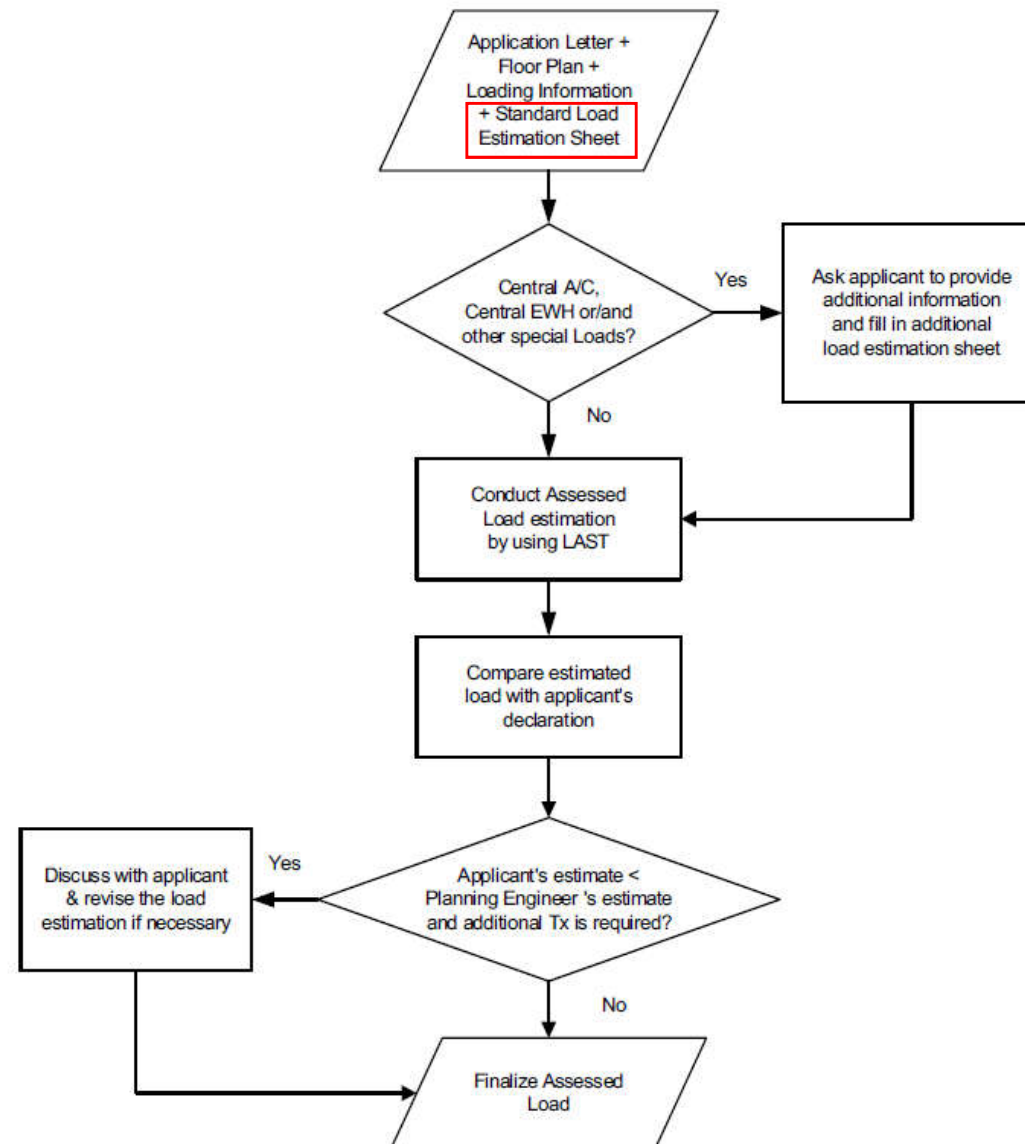 Application Letter +
Floor Plan +
Loading Information
+ Standard Load
Estimation Sheet
Central A/C,
Central EWH or/and
other special Loads?
Yes
Ask applicant to provide
additional information
and fill in additional
load estimation sheet
No
Conduct Assessed
Load estimation
by using LAST
Compare estimated
load with applicant's
declaration
Applicant's estimate <
Planning Engineer 's estimate
and additional Tx is required?
Yes
Discuss with applicant
& revise the load
estimation if necessary
No
Finalize Assessed
Load